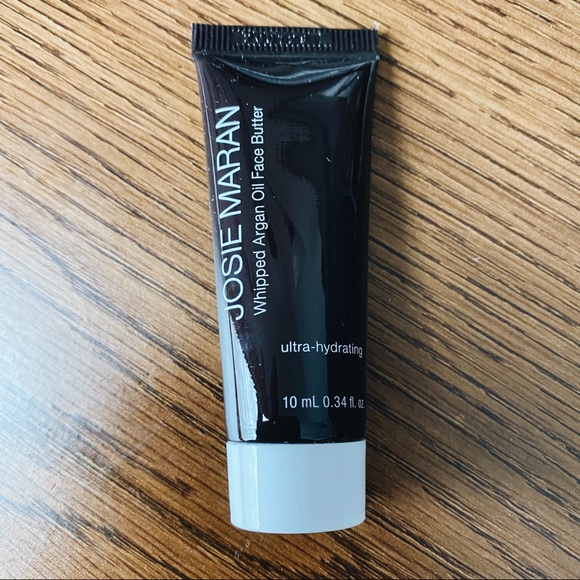 JOSIE MARAN
Whipped Argan Oil Face Butter
ultra-hydrating
10 mL 0.34 fl. oz.